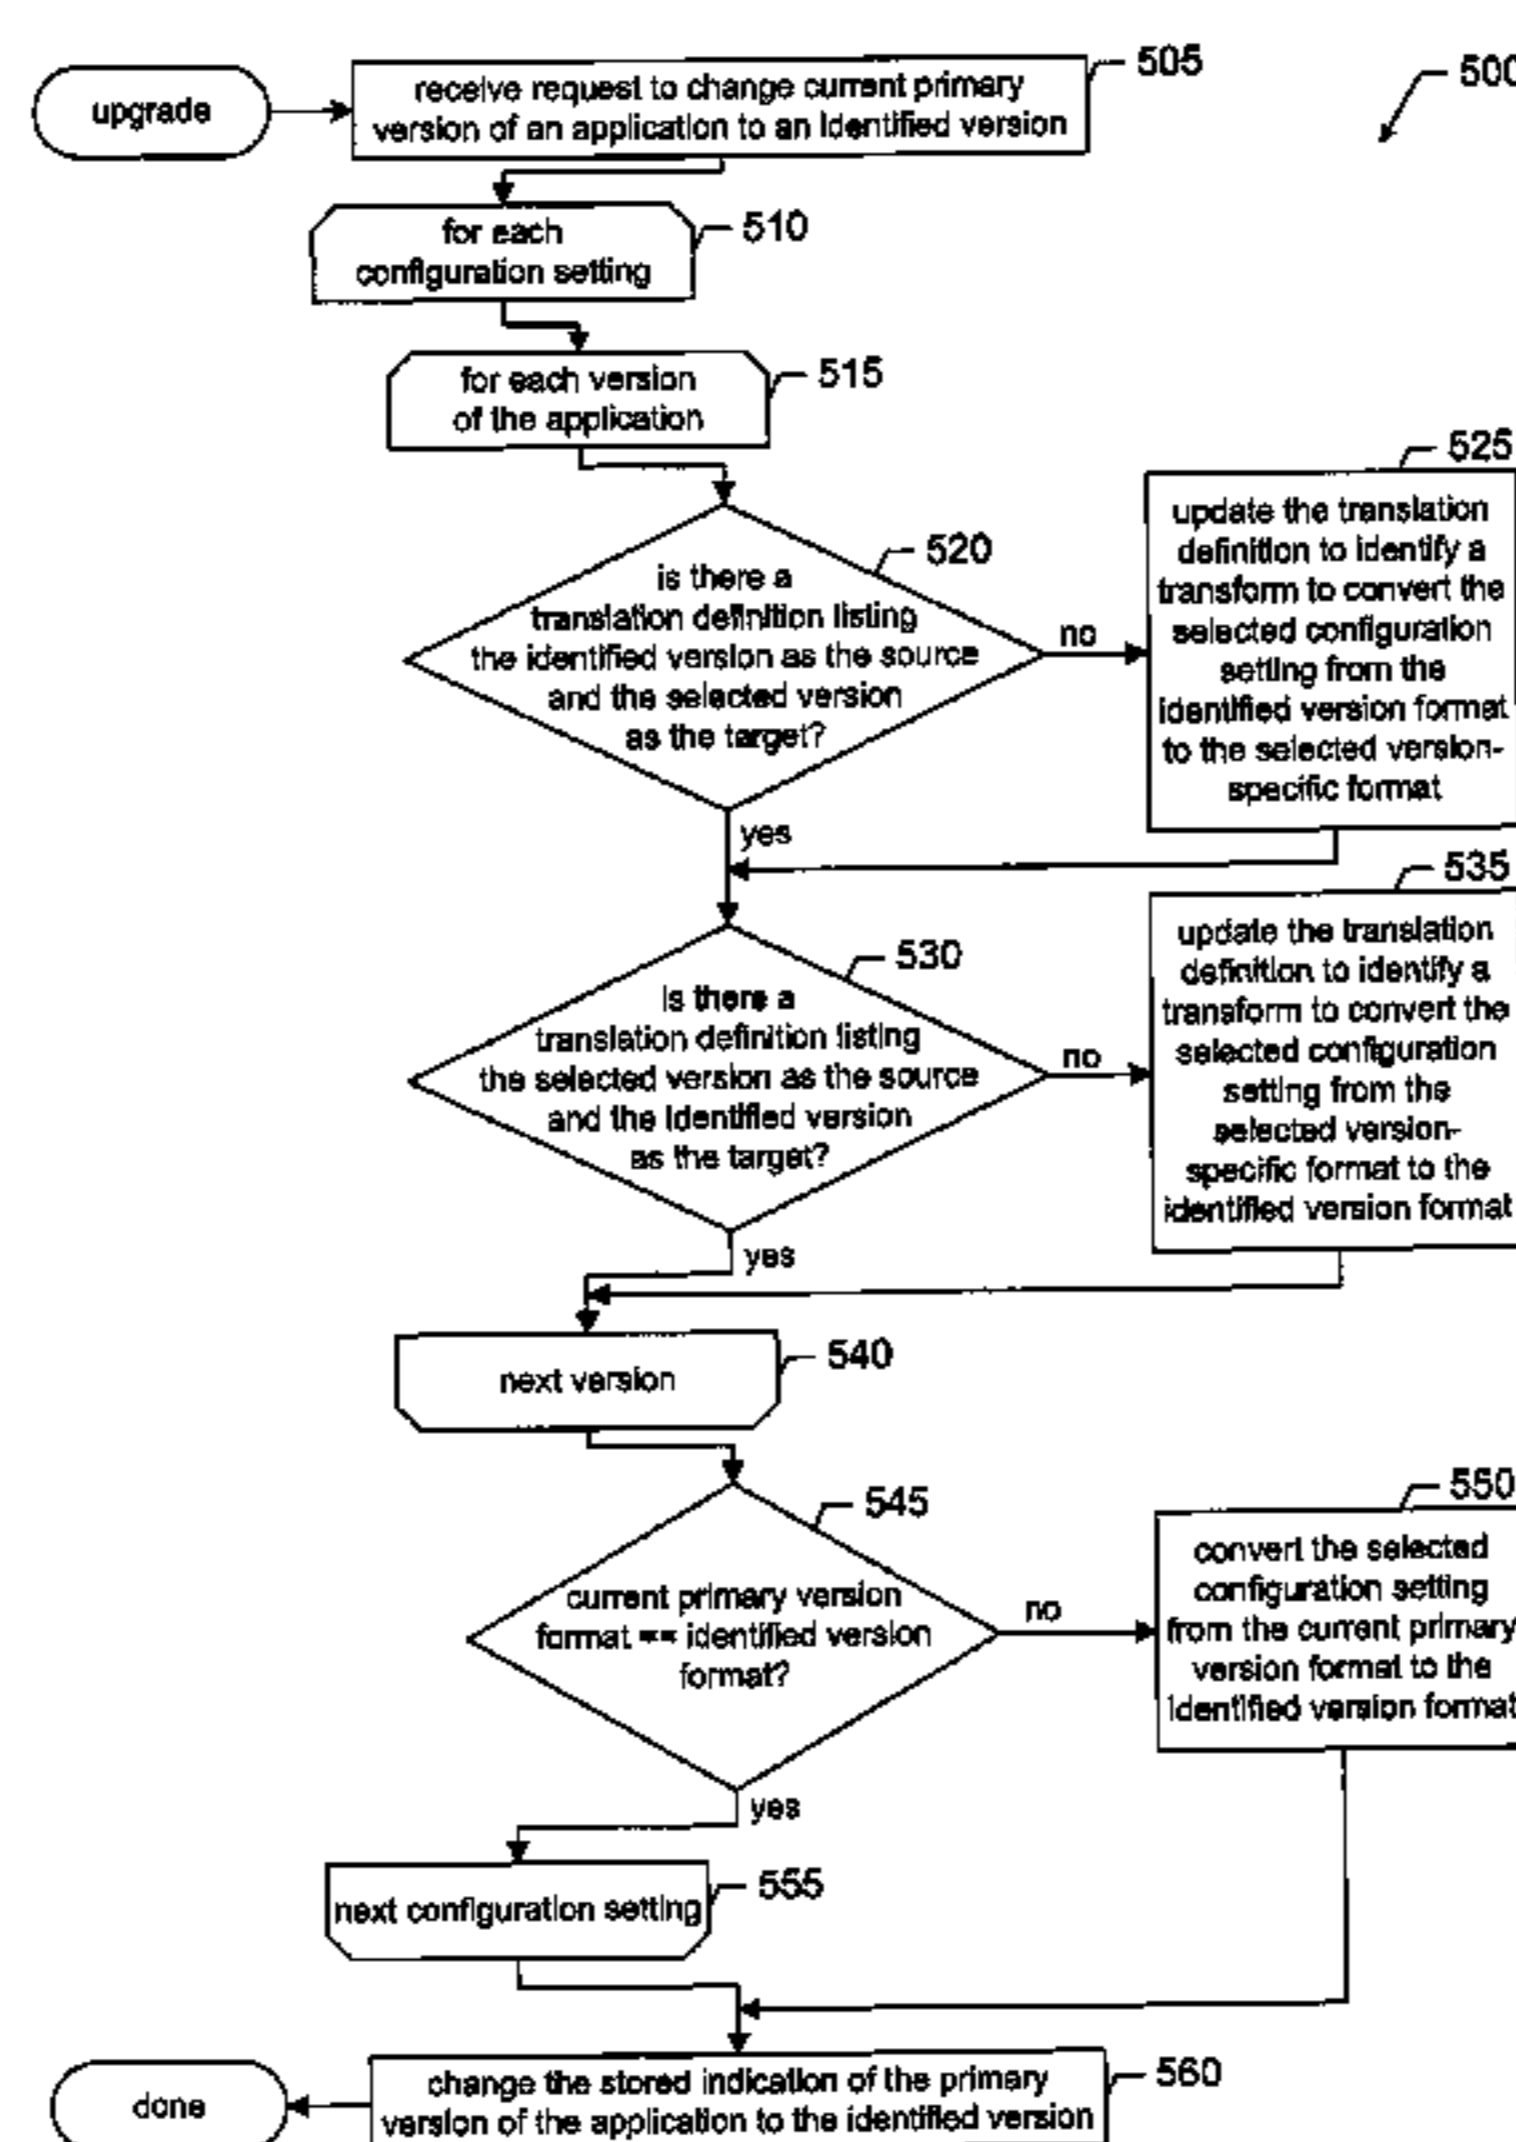 505
500
upgrade
receive request to change current primary
version of an application to an identified version
510
for each
configuration setting
515
for each version
of the application
520
is there a
translation definition listing
the identified version as the source
and the selected version
as the target?
no
525
update the translation
definition to identify a
transform to convert the
selected configuration
setting from the
identified version format
to the selected version-
specific format
yes
530
is there a
translation definition listing
the selected version as the source
and the identified version
as the target?
no
535
update the translation
definition to identify a
transform to convert the
selected configuration
setting from the
selected version-
specific format to the
identified version format
yes
540
next version
545
current primary version
format == identified version
format?
no
550
convert the selected
configuration setting
from the current primary
version format to the
identified version format
yes
555
next configuration setting
560
change the stored indication of the primary
version of the application to the identified version
done